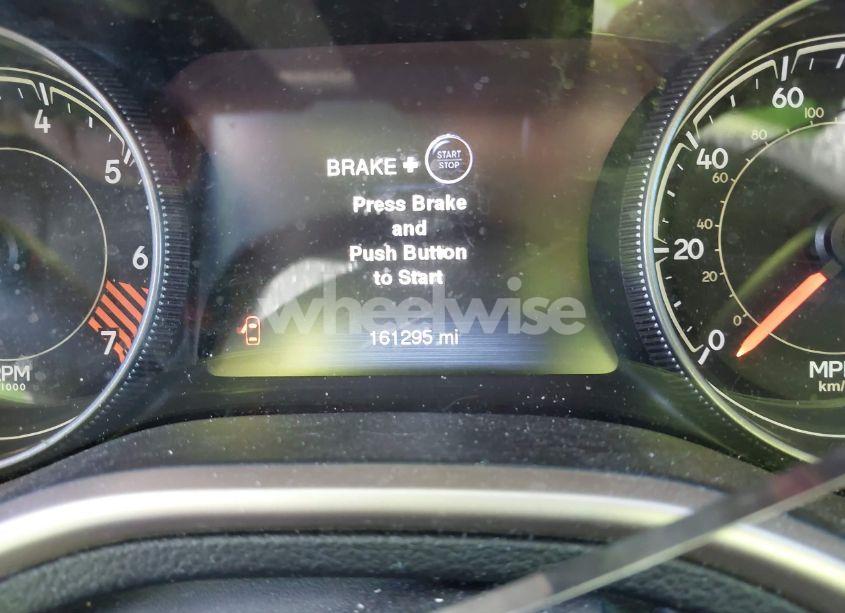 BRAKE + START STOP
Press Brake
and
Push Button
to Start
wheelwise
161295 mi
4
5
6
7
RPM
x1000
60
40
20
0
100
80
60
40
20
0
MPH
km/